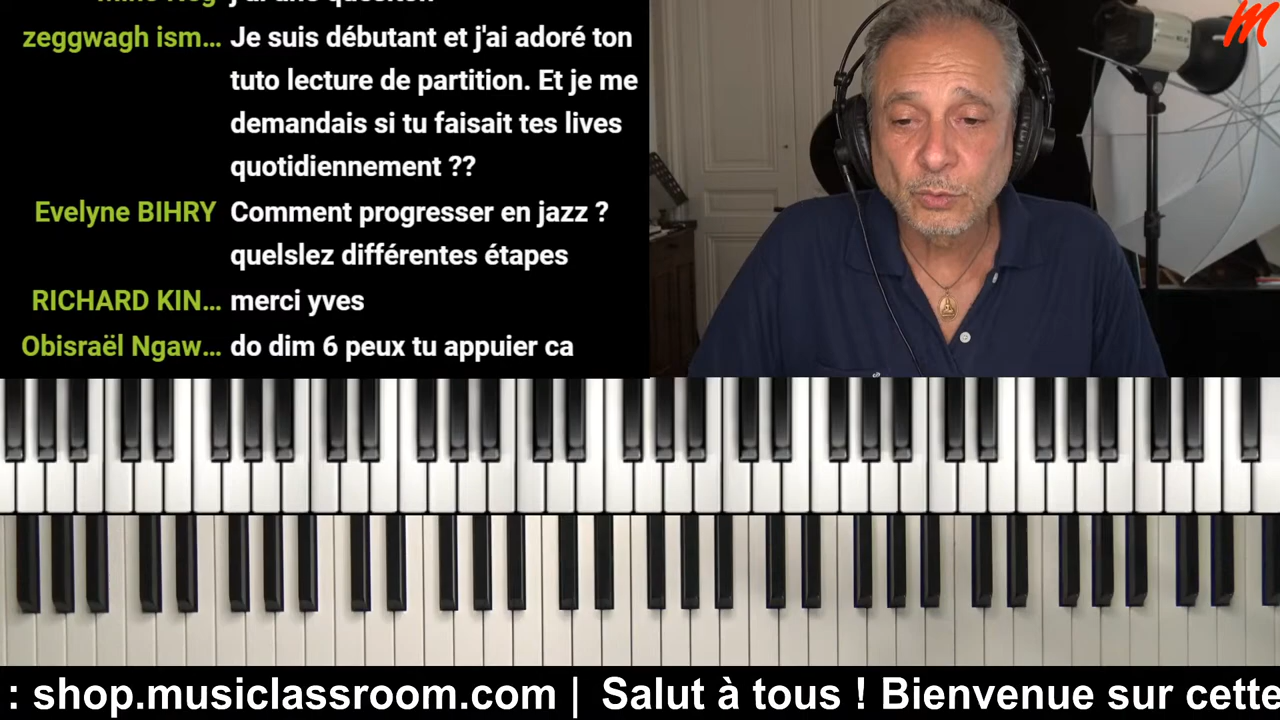 zeggwagh ism... Je suis débutant et j'ai adoré ton
tuto lecture de partition. Et je me
demandais si tu faisait tes lives
quotidiennement ??
Evelyne BIHRY Comment progresser en jazz ?
quelslez différentes étapes
RICHARD KIN... merci yves
Obisraël Ngaw... do dim 6 peux tu appuier ca
: shop.musiclassroom.com | Salut à tous ! Bienvenue sur cette